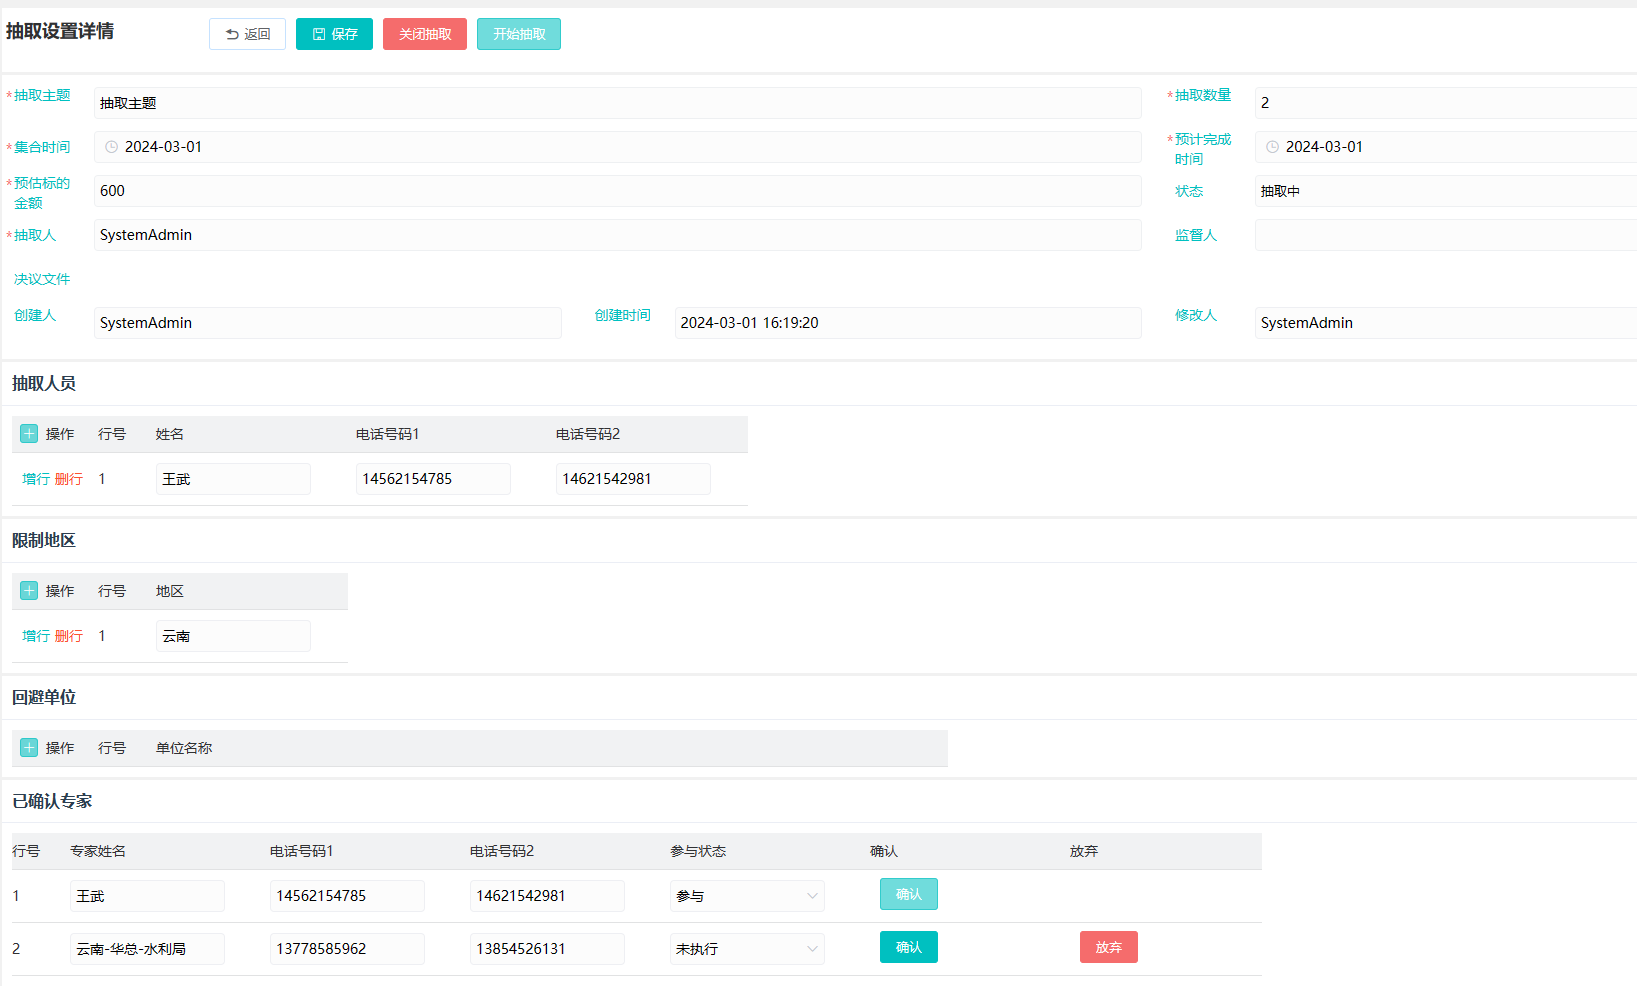 抽取设置详情 返回 保存 关闭抽取 开始抽取
*抽取主题 抽取主题 *抽取数量 2
*集合时间 2024-03-01 *预计完成时间 2024-03-01
*预估标的金额 600 状态 抽取中
*抽取人 SystemAdmin 监督人
决议文件
创建人 SystemAdmin 创建时间 2024-03-01 16:19:20 修改人 SystemAdmin
抽取人员
操作 行号 姓名 电话号码1 电话号码2
增行 删行 1 王武 14562154785 14621542981
限制地区
操作 行号 地区
增行 删行 1 云南
回避单位
操作 行号 单位名称
已确认专家
行号 专家姓名 电话号码1 电话号码2 参与状态 确认 放弃
1 王武 14562154785 14621542981 参与 确认
2 云南-华总-水利局 13778585962 13854526131 未执行 确认 放弃